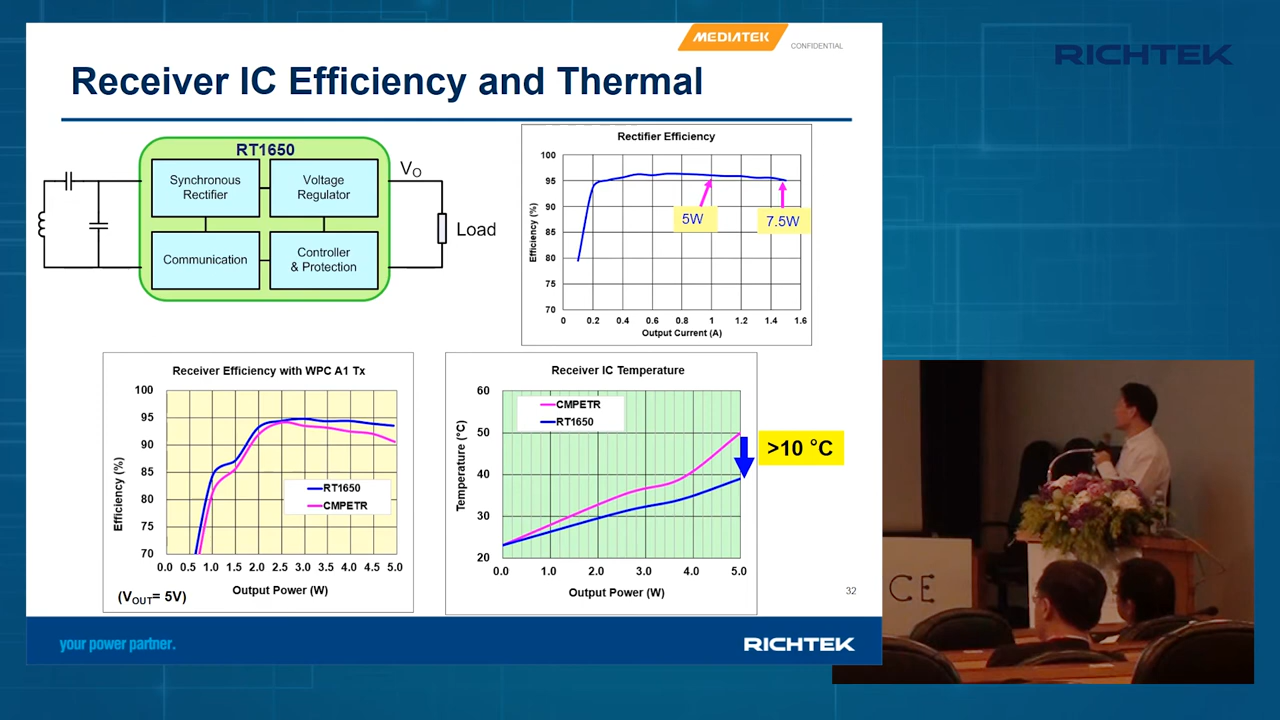 MEDIATEK
CONFIDENTIAL
RICHTEK
Receiver IC Efficiency and Thermal
RT1650
Synchronous
Rectifier
Voltage
Regulator
Communication
Controller
& Protection
VO
Load
Rectifier Efficiency
Efficiency (%)
100
95
90
85
80
75
70
5W
7.5W
0 0.2 0.4 0.6 0.8 1 1.2 1.4 1.6
Output Current (A)
Receiver Efficiency with WPC A1 Tx
Efficiency (%)
100
95
90
85
80
75
70
RT1650
CMPETR
0.0 0.5 1.0 1.5 2.0 2.5 3.0 3.5 4.0 4.5 5.0
Output Power (W)
(VOUT= 5V)
Receiver IC Temperature
Temperature (°C)
60
50
40
30
20
CMPETR
RT1650
>10 °C
0.0 1.0 2.0 3.0 4.0 5.0
Output Power (W)
32
your power partner.
RICHTEK
CE